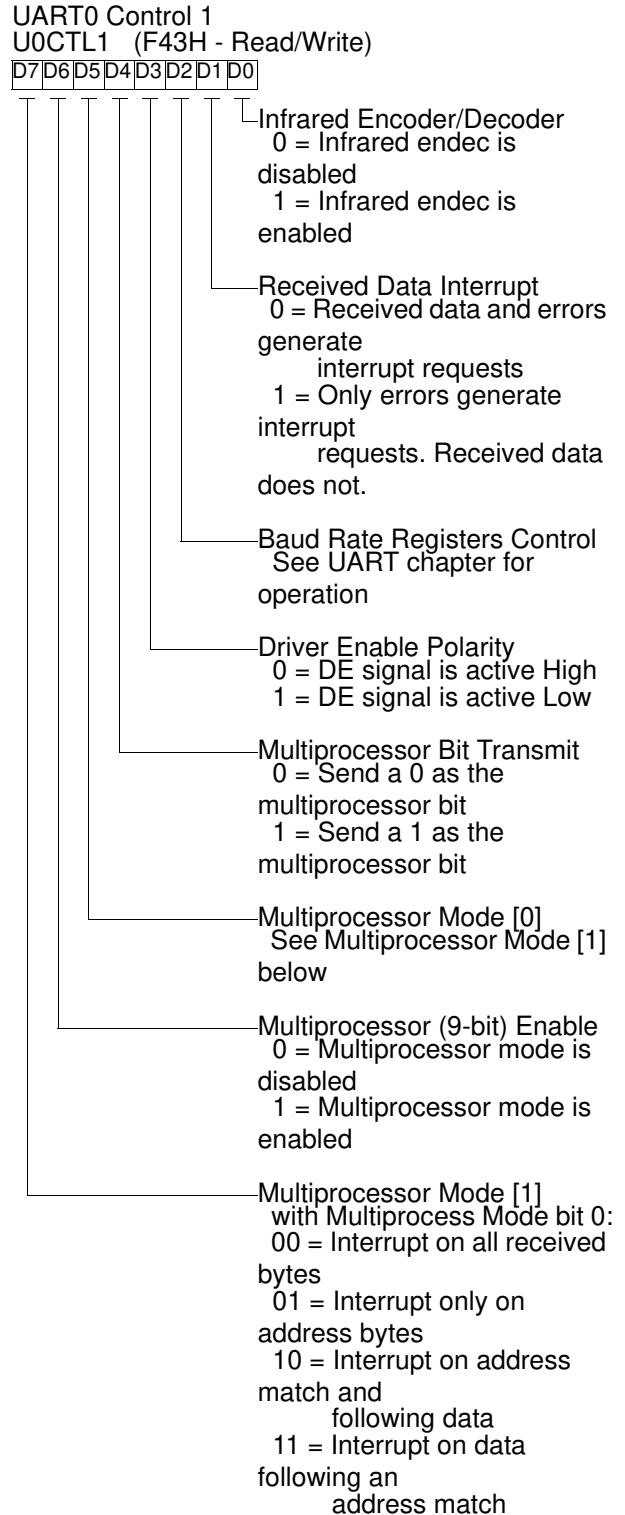 UART0 Control 1
U0CTL1 (F43H - Read/Write)
D7 D6 D5 D4 D3 D2 D1 D0
Infrared Encoder/Decoder
0 = Infrared endec is
disabled
1 = Infrared endec is
enabled
Received Data Interrupt
0 = Received data and errors
generate
interrupt requests
1 = Only errors generate
interrupt
requests. Received data
does not.
Baud Rate Registers Control
See UART chapter for
operation
Driver Enable Polarity
0 = DE signal is active High
1 = DE signal is active Low
Multiprocessor Bit Transmit
0 = Send a 0 as the
multiprocessor bit
1 = Send a 1 as the
multiprocessor bit
Multiprocessor Mode [0]
See Multiprocessor Mode [1]
below
Multiprocessor (9-bit) Enable
0 = Multiprocessor mode is
disabled
1 = Multiprocessor mode is
enabled
Multiprocessor Mode [1]
with Multiprocess Mode bit 0:
00 = Interrupt on all received
bytes
01 = Interrupt only on
address bytes
10 = Interrupt on address
match and
following data
11 = Interrupt on data
following an
address match